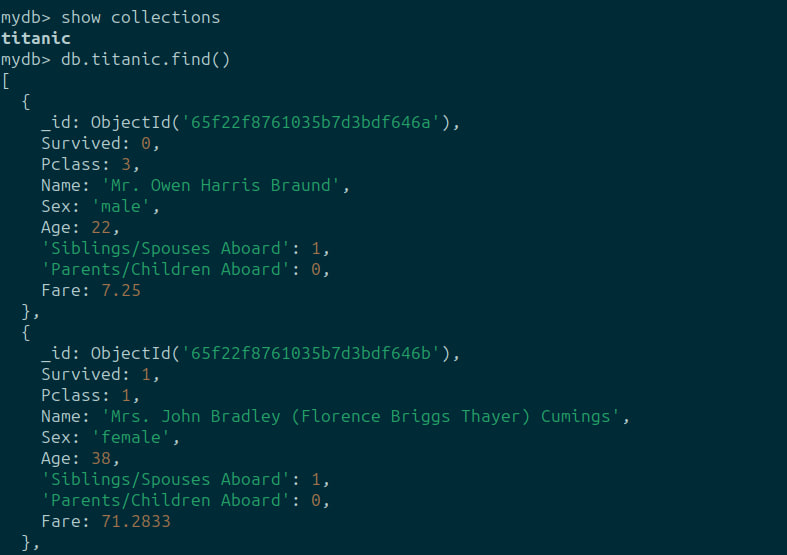 mydb> show collections
titanic
mydb> db.titanic.find()
[
  {
    _id: ObjectId('65f22f8761035b7d3bdf646a'),
    Survived: 0,
    Pclass: 3,
    Name: 'Mr. Owen Harris Braund',
    Sex: 'male',
    Age: 22,
    'Siblings/Spouses Aboard': 1,
    'Parents/Children Aboard': 0,
    Fare: 7.25
  },
  {
    _id: ObjectId('65f22f8761035b7d3bdf646b'),
    Survived: 1,
    Pclass: 1,
    Name: 'Mrs. John Bradley (Florence Briggs Thayer) Cumings',
    Sex: 'female',
    Age: 38,
    'Siblings/Spouses Aboard': 1,
    'Parents/Children Aboard': 0,
    Fare: 71.2833
  },